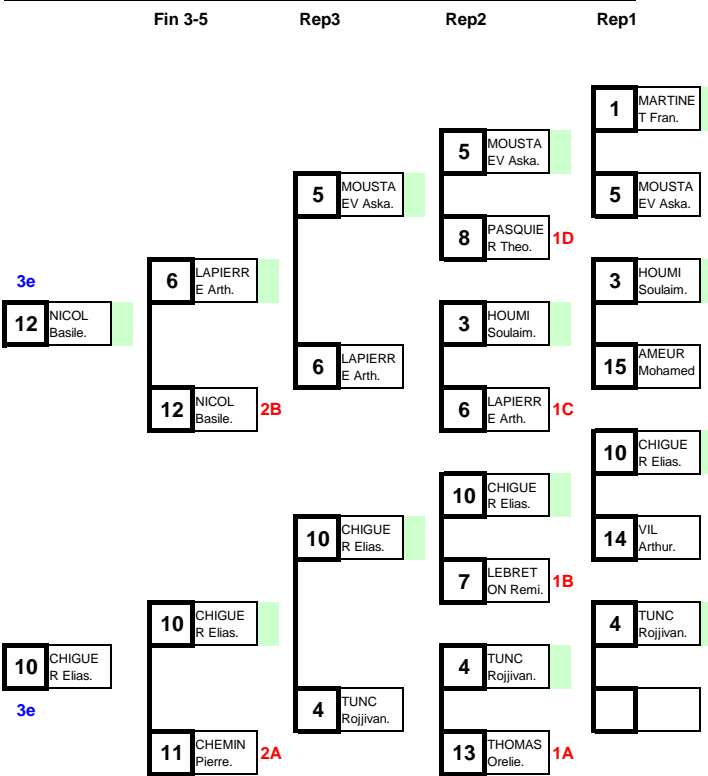 Fin 3-5 Rep3 Rep2 Rep1
1 MARTINE
T Fran.
5 MOUSTA
EV Aska.
5 MOUSTA
EV Aska.
5 MOUSTA
EV Aska.
8 PASQUIE
R Theo. 1D
3e
6 LAPIERR
E Arth.
3 HOUMI
Soulaim.
12 NICOL
Basile.
3 HOUMI
Soulaim.
6 LAPIERR
E Arth.
15 AMEUR
Mohamed
12 NICOL
Basile. 2B
6 LAPIERR
E Arth. 1C
10 CHIGUE
R Elias.
10 CHIGUE
R Elias.
10 CHIGUE
R Elias.
14 VIL
Arthur.
7 LEBRET
ON Remi. 1B
10 CHIGUE
R Elias.
4 TUNC
Rojjivan.
10 CHIGUE
R Elias.
3e
4 TUNC
Rojjivan.
4 TUNC
Rojjivan.
11 CHEMIN
Pierre. 2A
13 THOMAS
Orelie. 1A